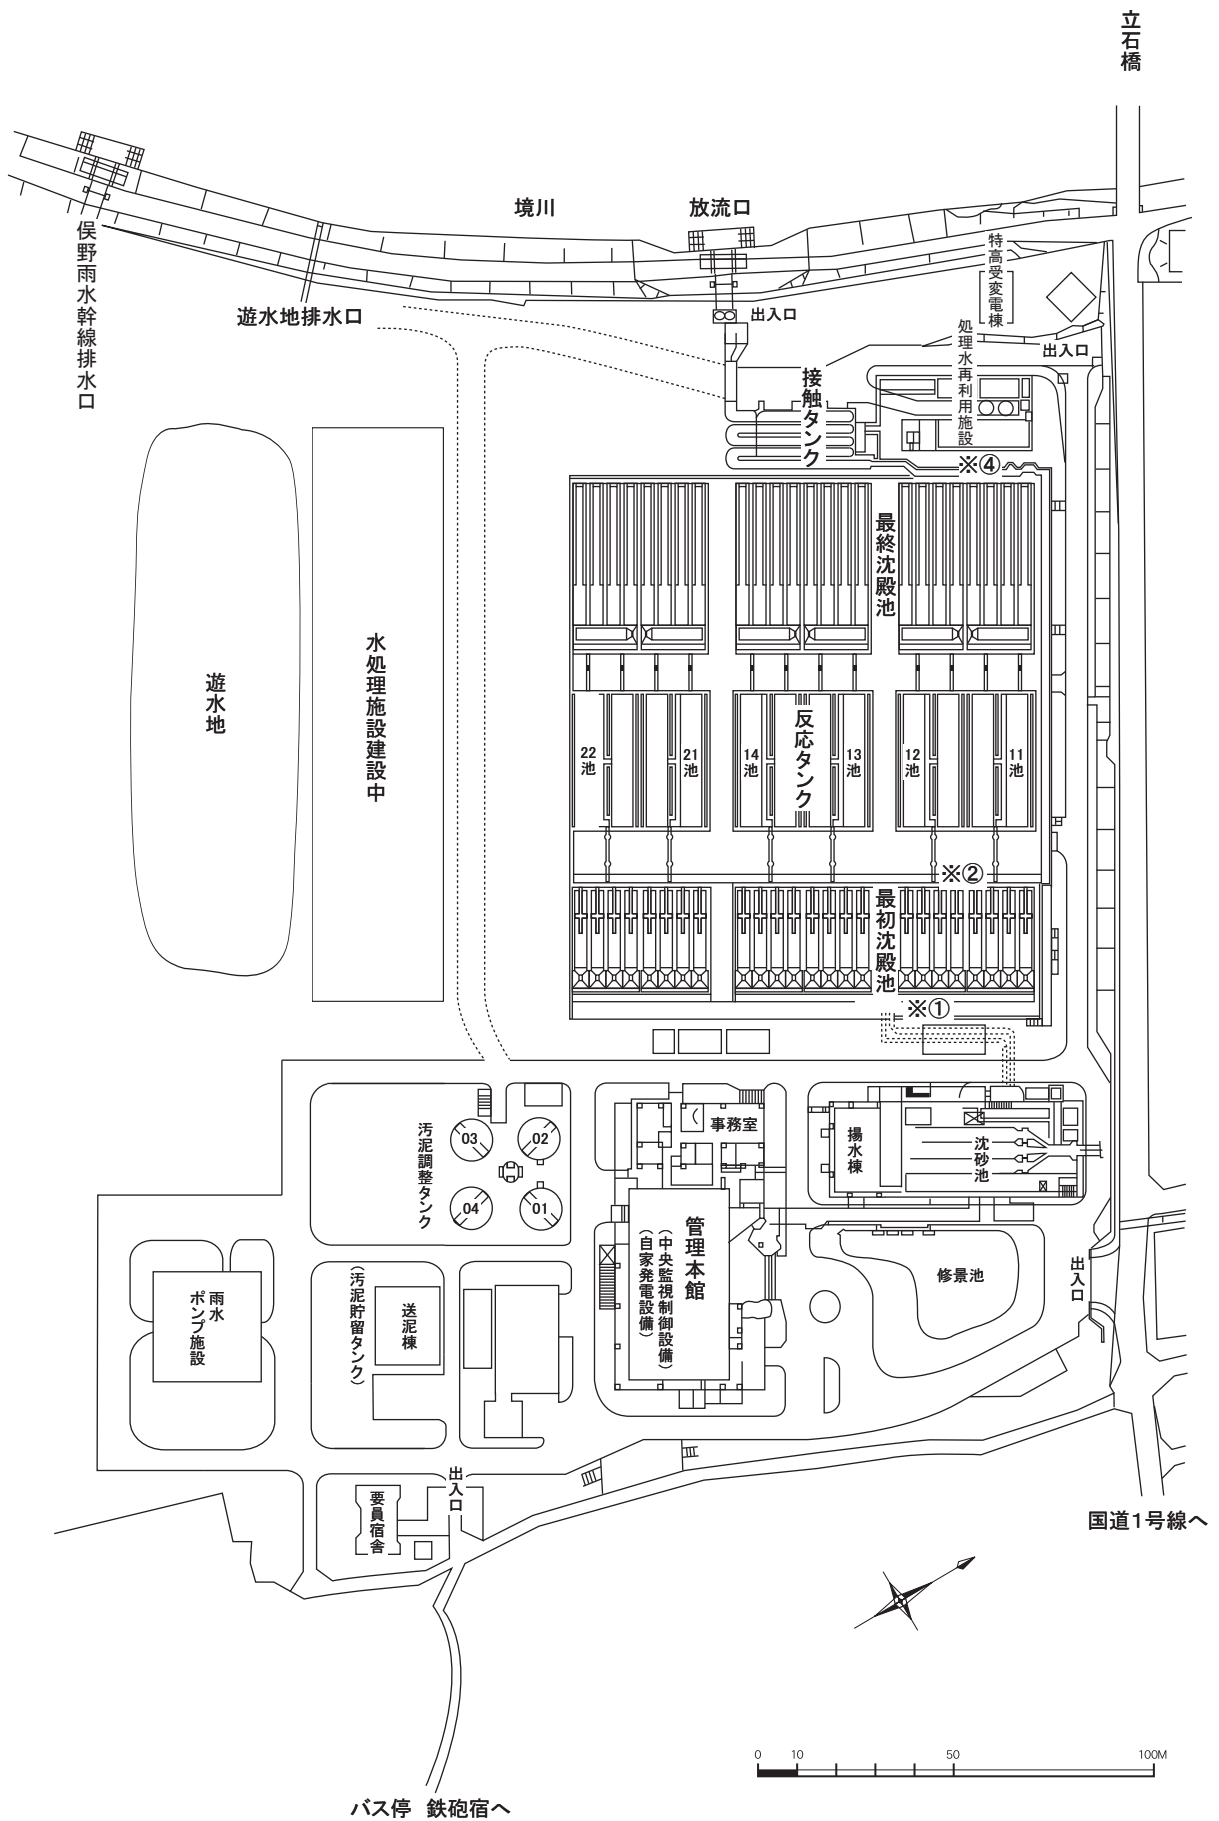 立石橋
境川
放流口
俣野雨水幹線排水口
遊水地排水口
出入口
特高受変電棟
処理水再利用施設
出入口
接触タンク
※④
最終沈殿池
遊水地
水処理施設建設中
反応タンク
22池
21池
14池
13池
12池
11池
※②
最初沈殿池
※①
汚泥調整タンク
03
02
04
01
事務室
揚水棟
沈砂池
管理本館
(中央監視制御設備)
(自家発電設備)
修景池
出入口
雨水
ポンプ施設
送泥棟
(汚泥貯留タンク)
出入口
要員宿舎
国道1号線へ
0 10 50 100M
バス停 鉄砲宿へ